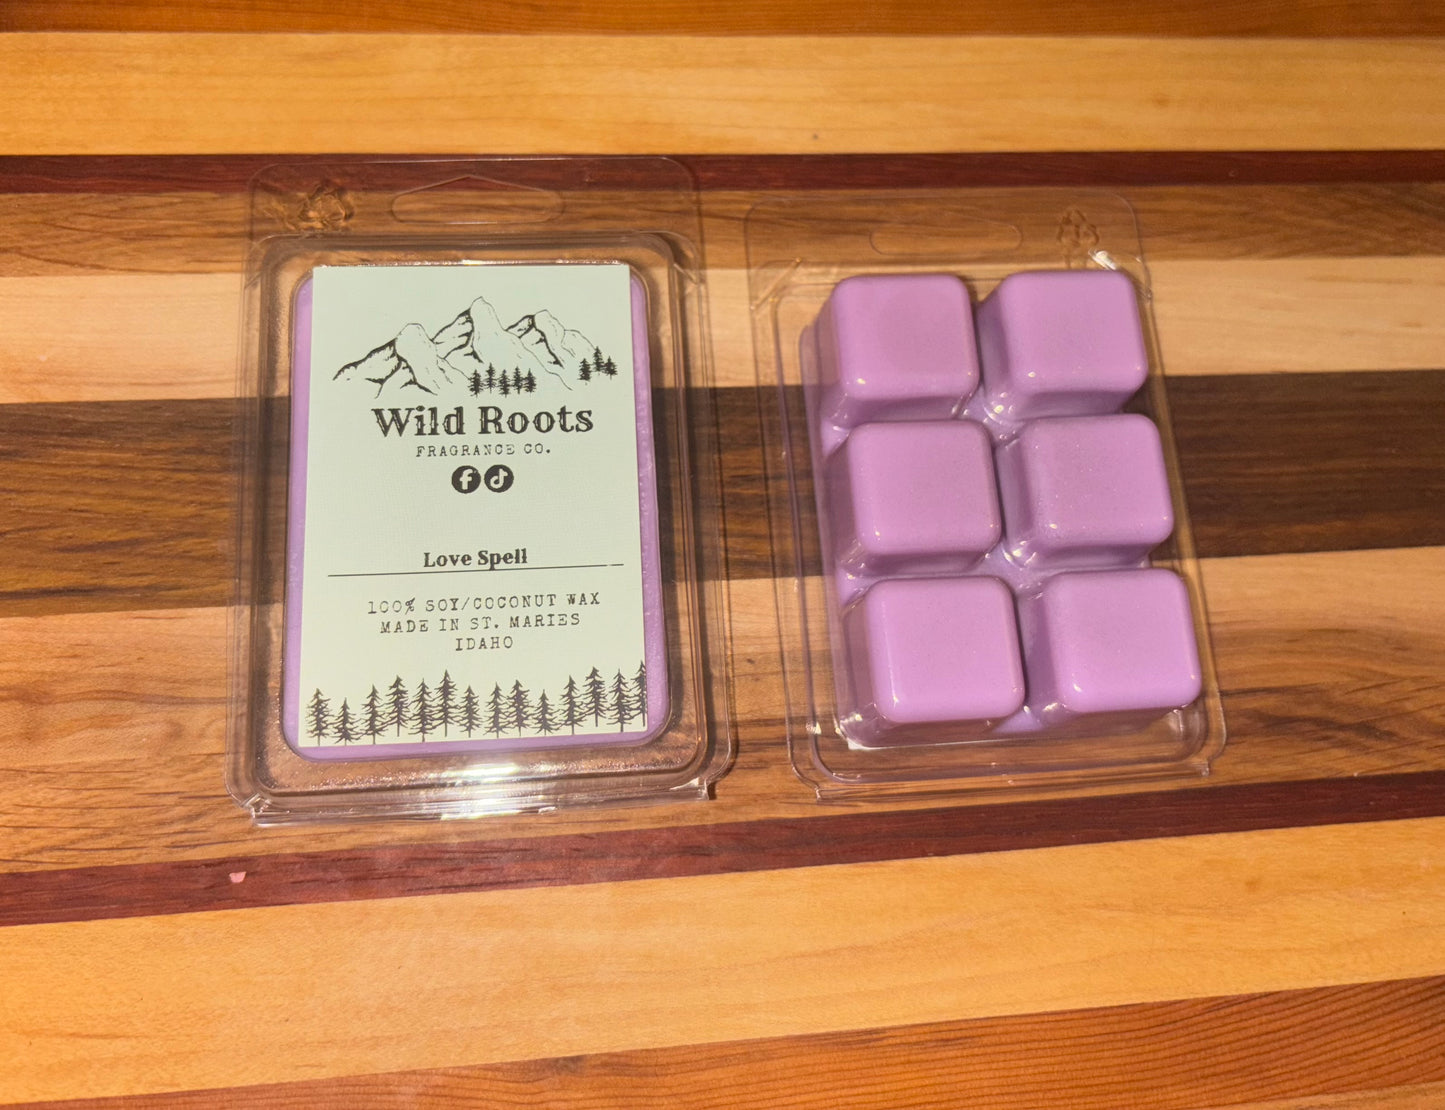 Wild Roots
FRAGRANCE CO.
Love Spell
100% SOY/COCONUT WAX
MADE IN ST. MARIES
IDAHO